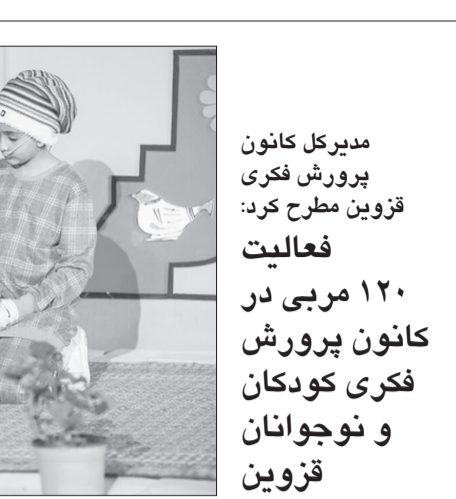 مدیرکل کانون
پرورش فکری
قزوین مطرح کرد:
فعالیت
۱۲۰ مربی در
کانون پرورش
فکری کودکان
و نوجوانان
قزوین